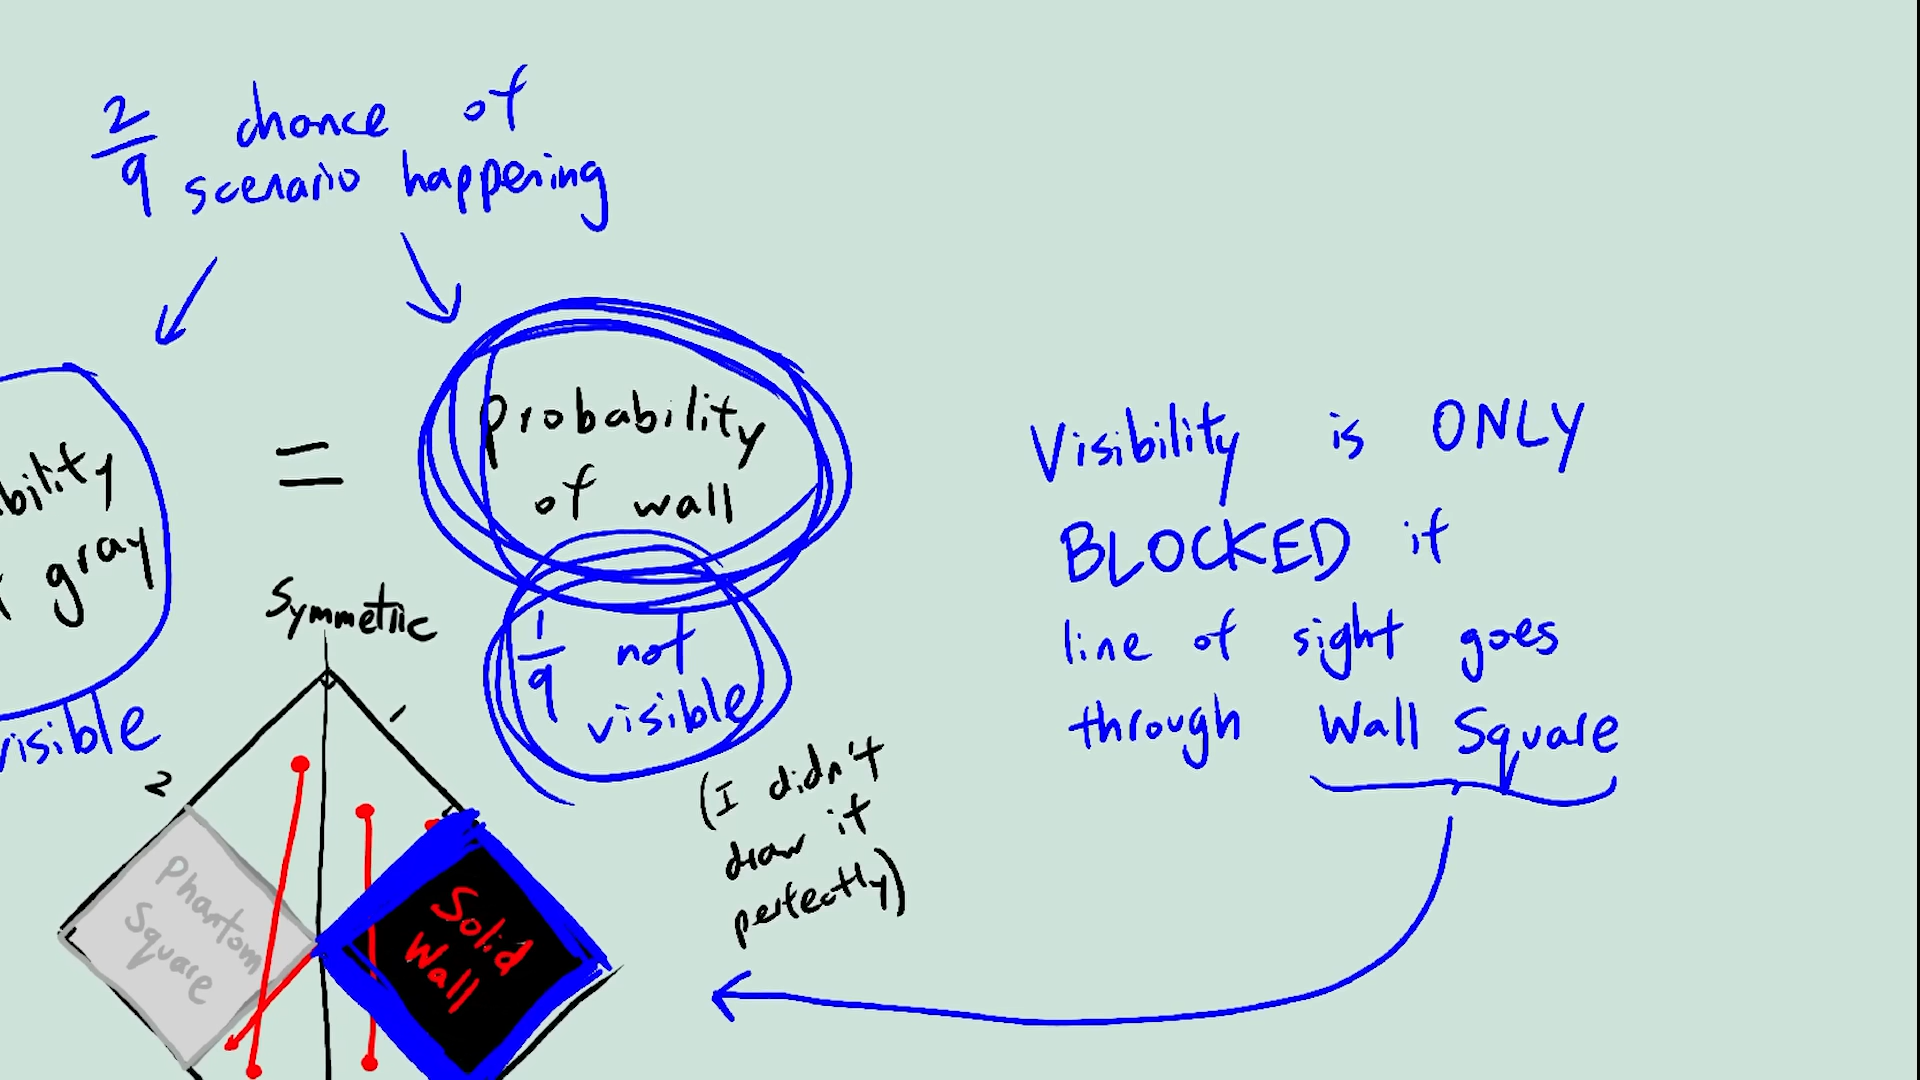 2/9 chance of
scenario happening
probability
of wall
=
bility
gray
visible
1/9 not
visible
Symmetric
1
2
Phantom
Square
Solid
Wall
(I didn't
draw it
perfectly)
Visibility is ONLY
BLOCKED if
line of sight goes
through Wall Square